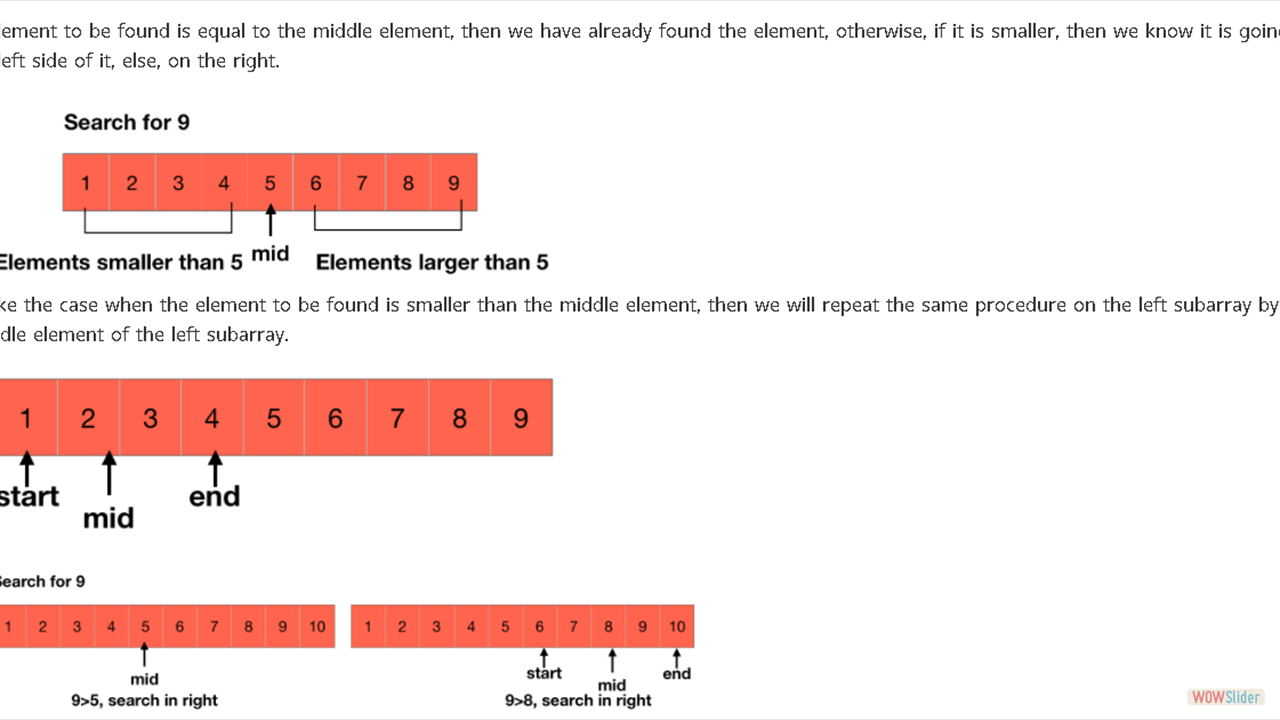 lement to be found is equal to the middle element, then we have already found the element, otherwise, if it is smaller, then we know it is
left side of it, else, on the right.
Search for 9
1 2 3 4 5 6 7 8 9
Elements smaller than 5 mid Elements larger than 5
ke the case when the element to be found is smaller than the middle element, then we will repeat the same procedure on the left subarray by
dle element of the left subarray.
1 2 3 4 5 6 7 8 9
start mid end
Search for 9
1 2 3 4 5 6 7 8 9 10 1 2 3 4 5 6 7 8 9 10
mid start mid end
9>5, search in right 9>8, search in right
WOWSlider